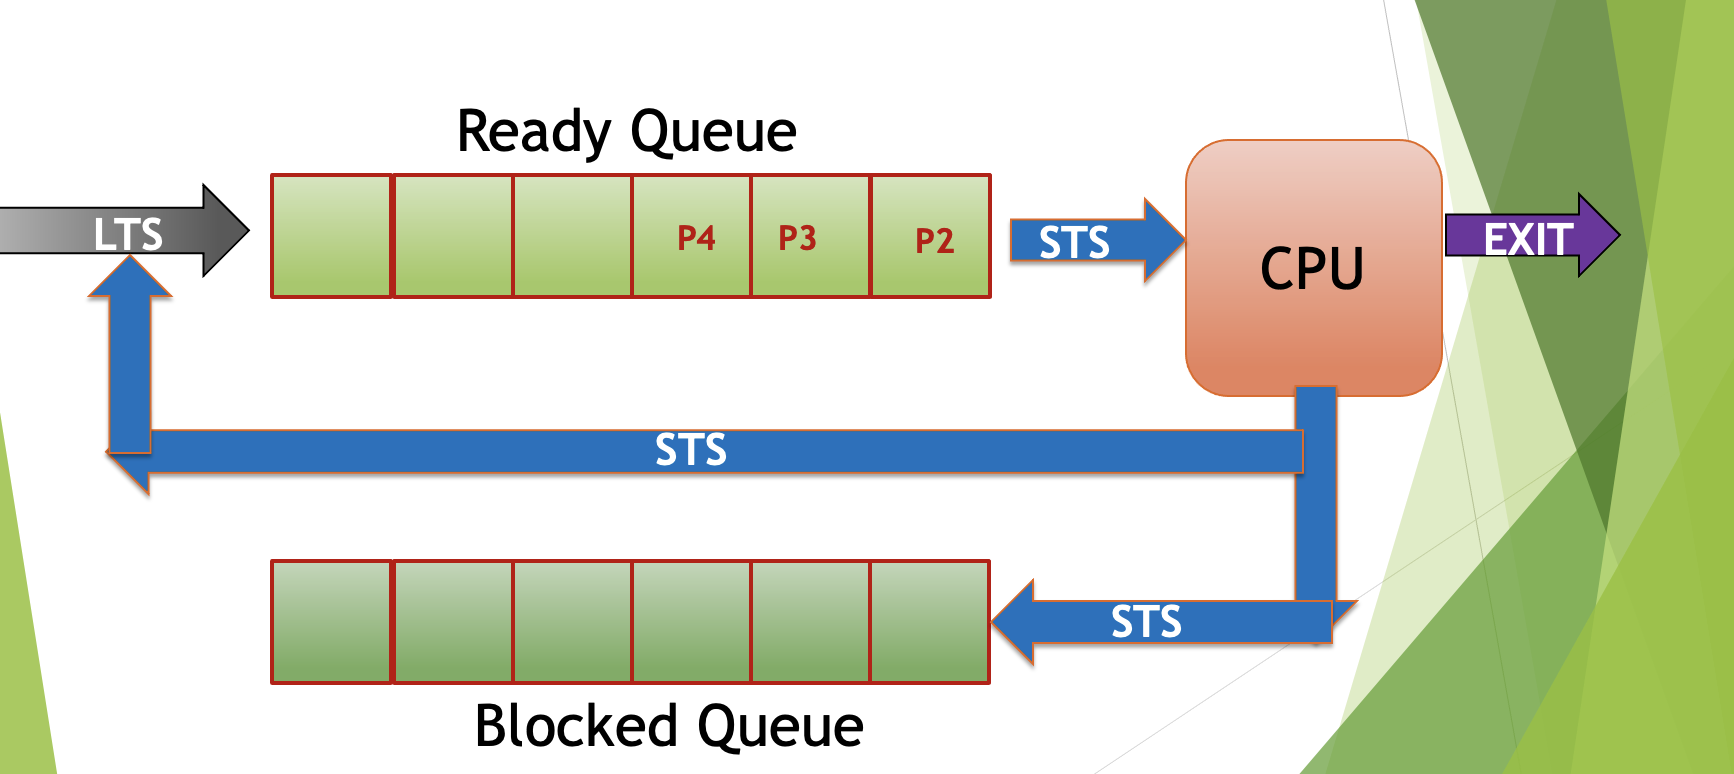 Ready Queue
LTS
P4 P3 P2
STS
CPU
EXIT
STS
STS
Blocked Queue